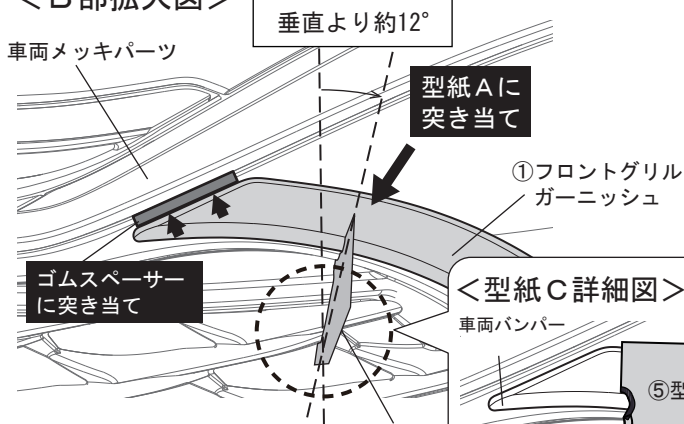 <B部拡大図>
垂直より約12°
車両メッキパーツ
型紙Aに
突き当て
①フロントグリル
ガーニッシュ
ゴムスペーサー
に突き当て
<型紙C詳細図>
車両バンパー
⑤型